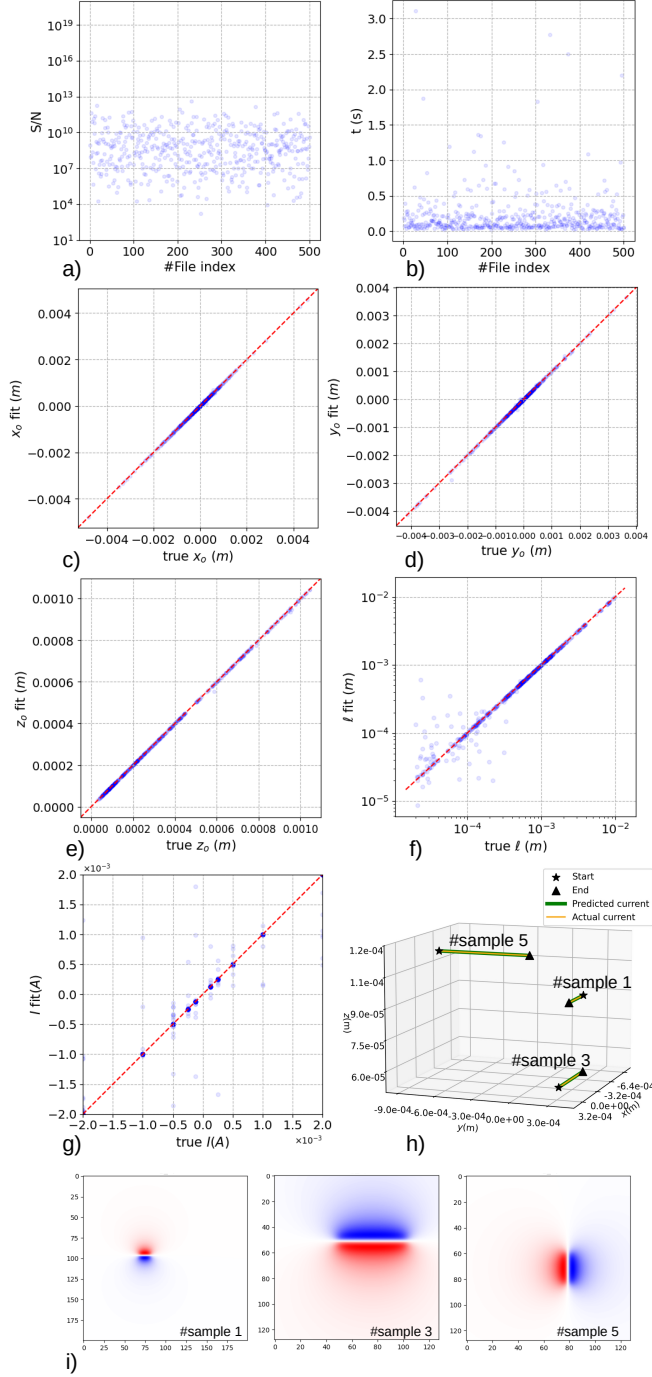 10^19
10^16
10^13
10^10
10^7
10^4
10^1
S/N
0 100 200 300 400 500
#File index
a)
3.0
2.5
2.0
1.5
1.0
0.5
0.0
t (s)
0 100 200 300 400 500
#File index
b)
0.004
0.002
0.000
−0.002
−0.004
x_o fit (m)
−0.004 −0.002 0.000 0.002 0.004
true x_o (m)
c)
0.004
0.003
0.002
0.001
0.000
−0.001
−0.002
−0.003
−0.004
y_o fit (m)
−0.004 −0.003 −0.002 −0.001 0.000 0.001 0.002 0.003 0.004
true y_o (m)
d)
0.0010
0.0008
0.0006
0.0004
0.0002
0.0000
z_o fit (m)
0.0000 0.0002 0.0004 0.0006 0.0008 0.0010
true z_o (m)
e)
10^−2
10^−3
10^−4
10^−5
ℓ fit (m)
10^−4 10^−3 10^−2
true ℓ (m)
f)
×10^−3
2.0
1.5
1.0
0.5
0.0
−0.5
−1.0
−1.5
−2.0
I fit(A)
−2.0 −1.5 −1.0 −0.5 0.0 0.5 1.0 1.5 2.0
true I(A)
×10^−3
g)
Start
End
Predicted current
Actual current
#sample 5
#sample 1
#sample 3
1.2e-04
1.1e-04
9.0e-05
7.5e-05
6.0e-05
z(m)
-9.0e-04 -6.0e-04 -3.0e-04 0.0e+00 3.0e-04
y(m)
-6.4e-04
-3.2e-04
0.0e+00
3.2e-04
x(m)
h)
0
25
50
75
100
125
150
175
0 25 50 75 100 125 150 175
#sample 1
0
20
40
60
80
100
120
0 20 40 60 80 100 120
#sample 3
0
20
40
60
80
100
120
0 20 40 60 80 100 120
#sample 5
i)